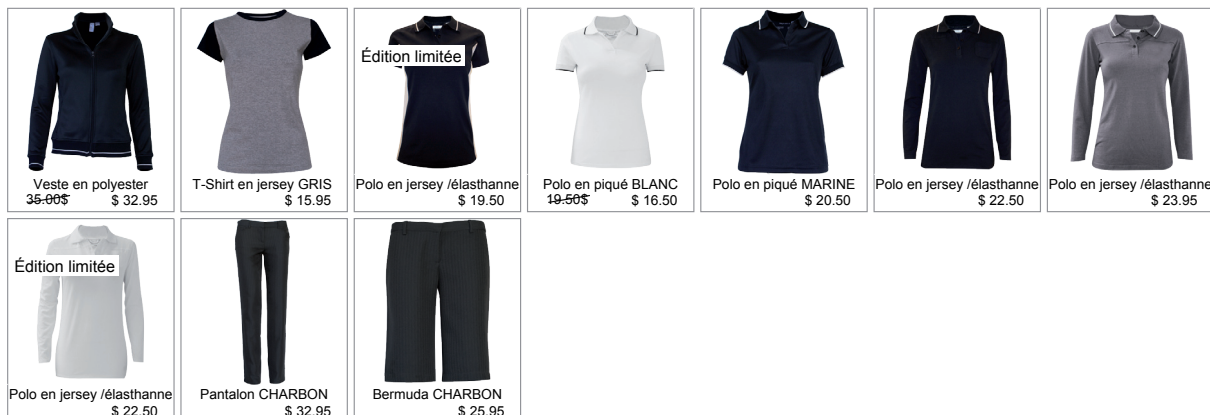 Veste en polyester
35.00$ $ 32.95
T-Shirt en jersey GRIS
$ 15.95
Édition limitée
Polo en jersey /élasthanne
$ 19.50
Polo en piqué BLANC
19.50$ $ 16.50
Polo en piqué MARINE
$ 20.50
Polo en jersey /élasthanne
$ 22.50
Polo en jersey /élasthanne
$ 23.95
Édition limitée
Polo en jersey /élasthanne
$ 22.50
Pantalon CHARBON
$ 32.95
Bermuda CHARBON
$ 25.95